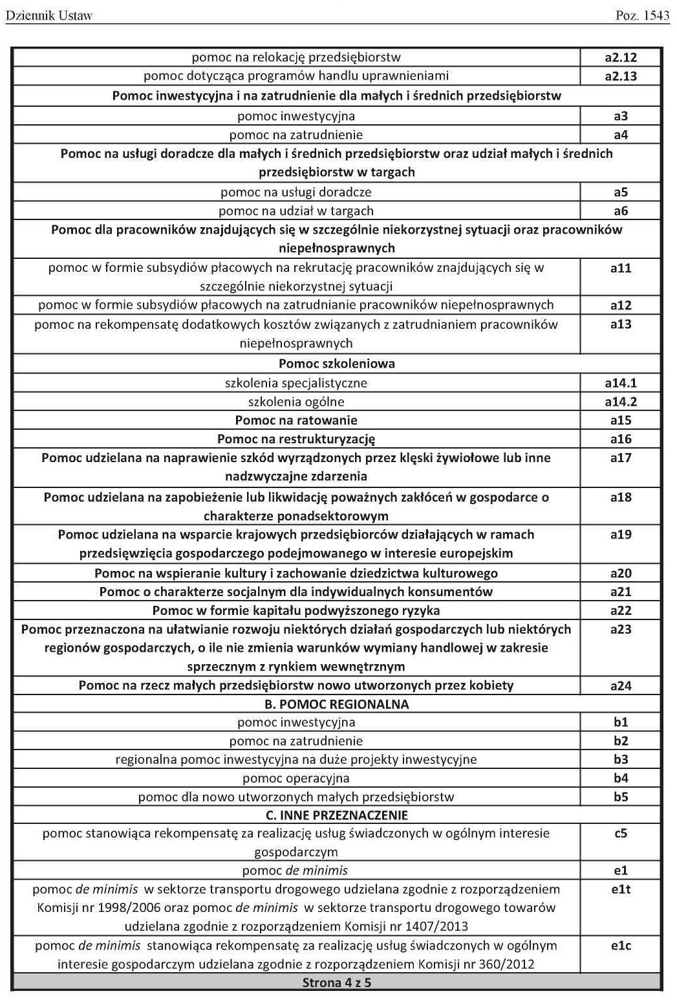 Dziennik Ustaw Poz. 1543
pomoc na relokację przedsiębiorstw a2.12
pomoc dotycząca programów handlu uprawnieniami a2.13
Pomoc inwestycyjna i na zatrudnienie dla małych i średnich przedsiębiorstw
pomoc inwestycyjna a3
pomoc na zatrudnienie a4
Pomoc na usługi doradcze dla małych i średnich przedsiębiorstw oraz udział małych i średnich
przedsiębiorstw w targach
pomoc na usługi doradcze a5
pomoc na udział w targach a6
Pomoc dla pracowników znajdujących się w szczególnie niekorzystnej sytuacji oraz pracowników
niepełnosprawnych
pomoc w formie subsydiów płacowych na rekrutację pracowników znajdujących się w a11
szczególnie niekorzystnej sytuacji
pomoc w formie subsydiów płacowych na zatrudnianie pracowników niepełnosprawnych a12
pomoc na rekompensatę dodatkowych kosztów związanych z zatrudnianiem pracowników a13
niepełnosprawnych
Pomoc szkoleniowa
szkolenia specjalistyczne a14.1
szkolenia ogólne a14.2
Pomoc na ratowanie a15
Pomoc na restrukturyzację a16
Pomoc udzielana na naprawienie szkód wyrządzonych przez klęski żywiołowe lub inne a17
nadzwyczajne zdarzenia
Pomoc udzielana na zapobieżenie lub likwidację poważnych zakłóceń w gospodarce o a18
charakterze ponadsektorowym
Pomoc udzielana na wsparcie krajowych przedsiębiorców działających w ramach a19
przedsięwzięcia gospodarczego podejmowanego w interesie europejskim
Pomoc na wspieranie kultury i zachowanie dziedzictwa kulturowego a20
Pomoc o charakterze socjalnym dla indywidualnych konsumentów a21
Pomoc w formie kapitału podwyższonego ryzyka a22
Pomoc przeznaczona na ułatwianie rozwoju niektórych działań gospodarczych lub niektórych a23
regionów gospodarczych, o ile nie zmienia warunków wymiany handlowej w zakresie
sprzecznym z rynkiem wewnętrznym
Pomoc na rzecz małych przedsiębiorstw nowo utworzonych przez kobiety a24
B. POMOC REGIONALNA
pomoc inwestycyjna b1
pomoc na zatrudnienie b2
regionalna pomoc inwestycyjna na duże projekty inwestycyjne b3
pomoc operacyjna b4
pomoc dla nowo utworzonych małych przedsiębiorstw b5
C. INNE PRZEZNACZENIE
pomoc stanowiąca rekompensatę za realizację usług świadczonych w ogólnym interesie c5
gospodarczym
pomoc de minimis e1
pomoc de minimis w sektorze transportu drogowego udzielana zgodnie z rozporządzeniem e1t
Komisji nr 1998/2006 oraz pomoc de minimis w sektorze transportu drogowego towarów
udzielana zgodnie z rozporządzeniem Komisji nr 1407/2013
pomoc de minimis stanowiąca rekompensatę za realizację usług świadczonych w ogólnym e1c
interesie gospodarczym udzielana zgodnie z rozporządzeniem Komisji nr 360/2012
Strona 4 z 5